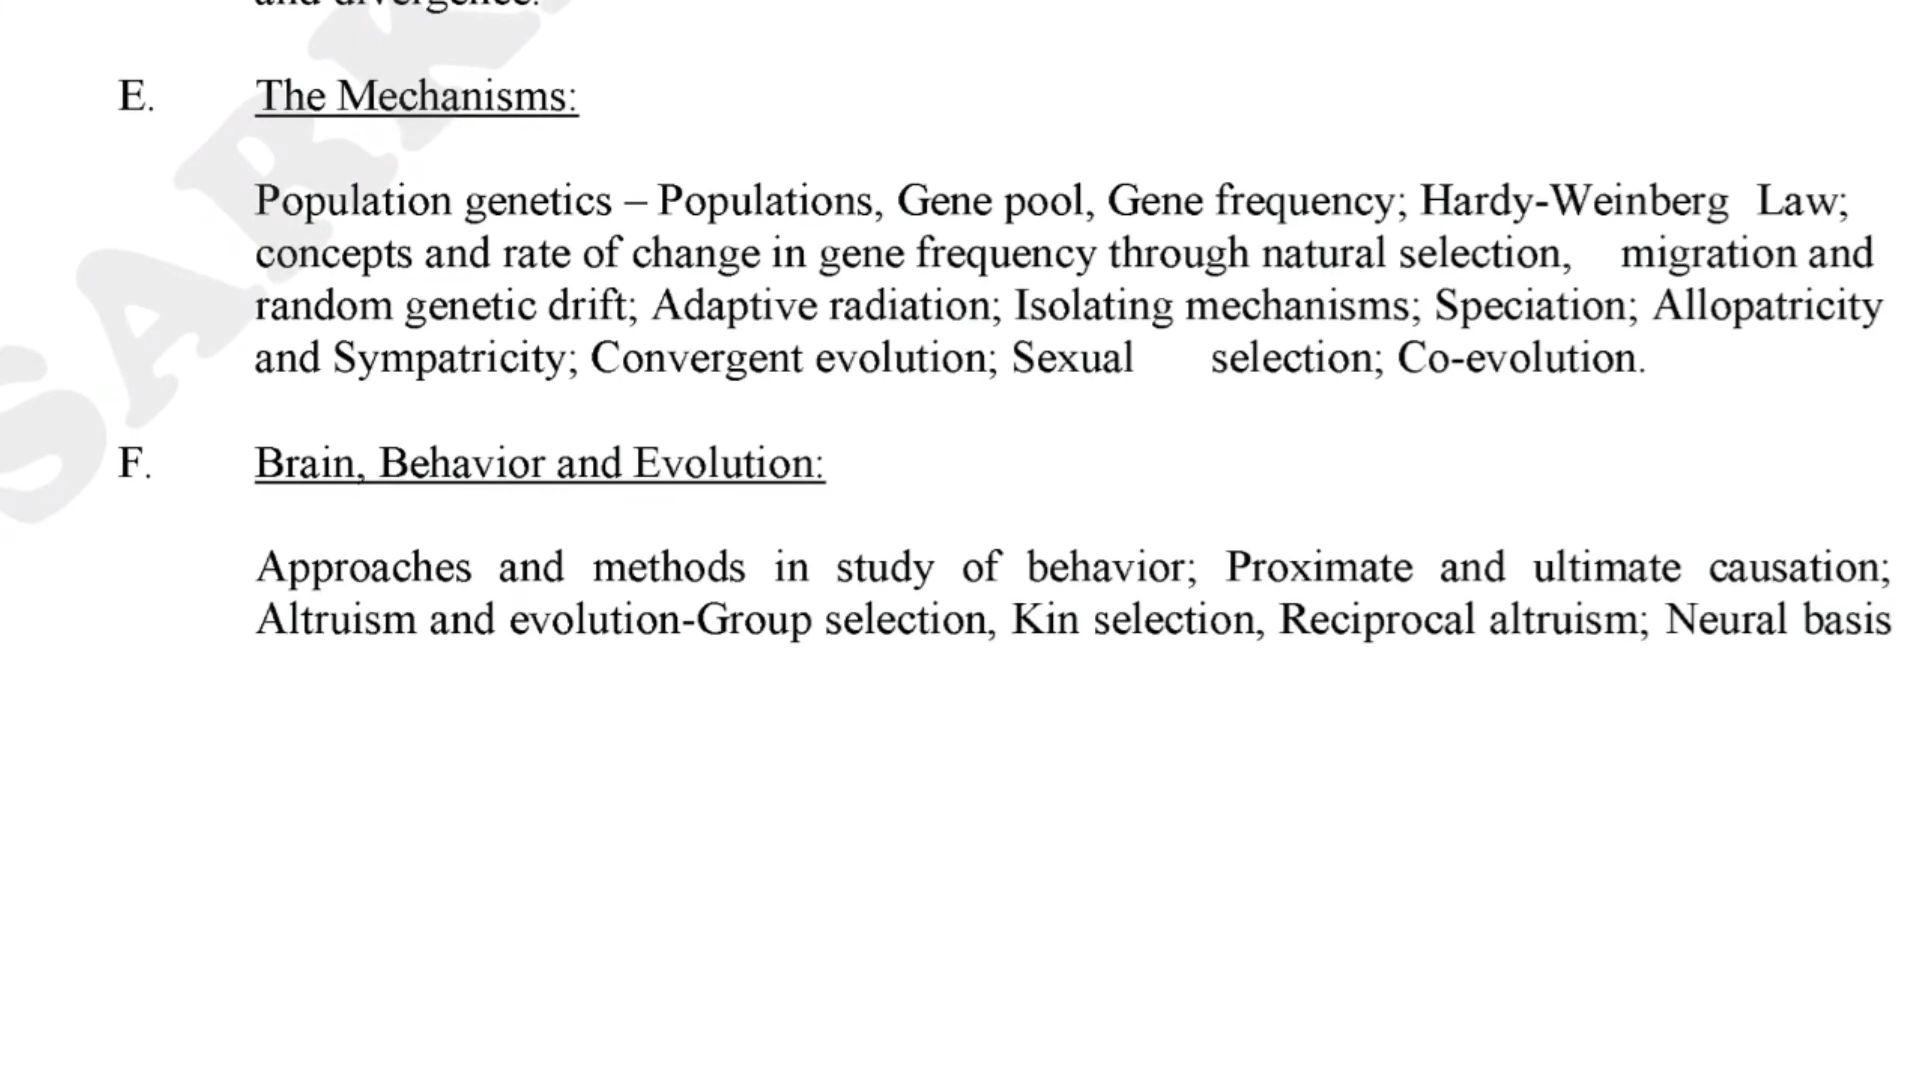 and divergence.
E. The Mechanisms:
Population genetics – Populations, Gene pool, Gene frequency; Hardy-Weinberg Law;
concepts and rate of change in gene frequency through natural selection, migration and
random genetic drift; Adaptive radiation; Isolating mechanisms; Speciation; Allopatricity
and Sympatricity; Convergent evolution; Sexual selection; Co-evolution.
F. Brain, Behavior and Evolution:
Approaches and methods in study of behavior; Proximate and ultimate causation;
Altruism and evolution-Group selection, Kin selection, Reciprocal altruism; Neural basis